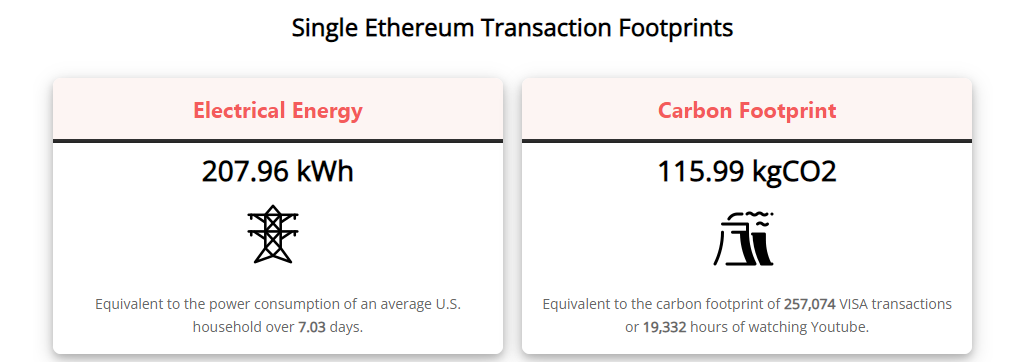 Single Ethereum Transaction Footprints
Electrical Energy
207.96 kWh
Equivalent to the power consumption of an average U.S.
household over 7.03 days.
Carbon Footprint
115.99 kgCO2
Equivalent to the carbon footprint of 257,074 VISA transactions
or 19,332 hours of watching Youtube.